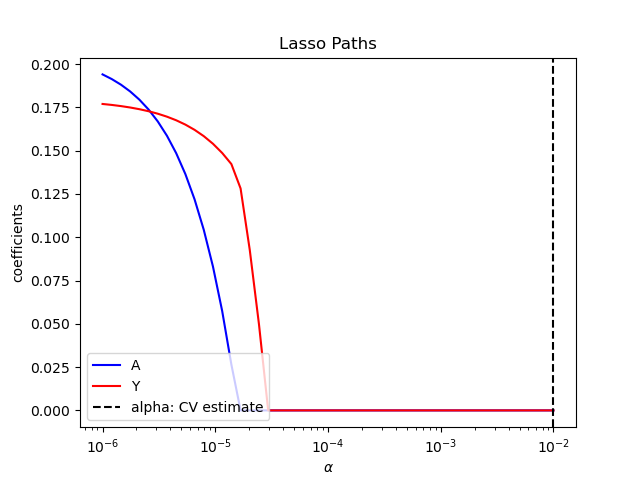 Lasso Paths
0.200
0.175
0.150
0.125
0.100
0.075
0.050
0.025
0.000
coefficients
A
Y
alpha: CV estimate
10⁻⁶
10⁻⁵
10⁻⁴
10⁻³
10⁻²
α